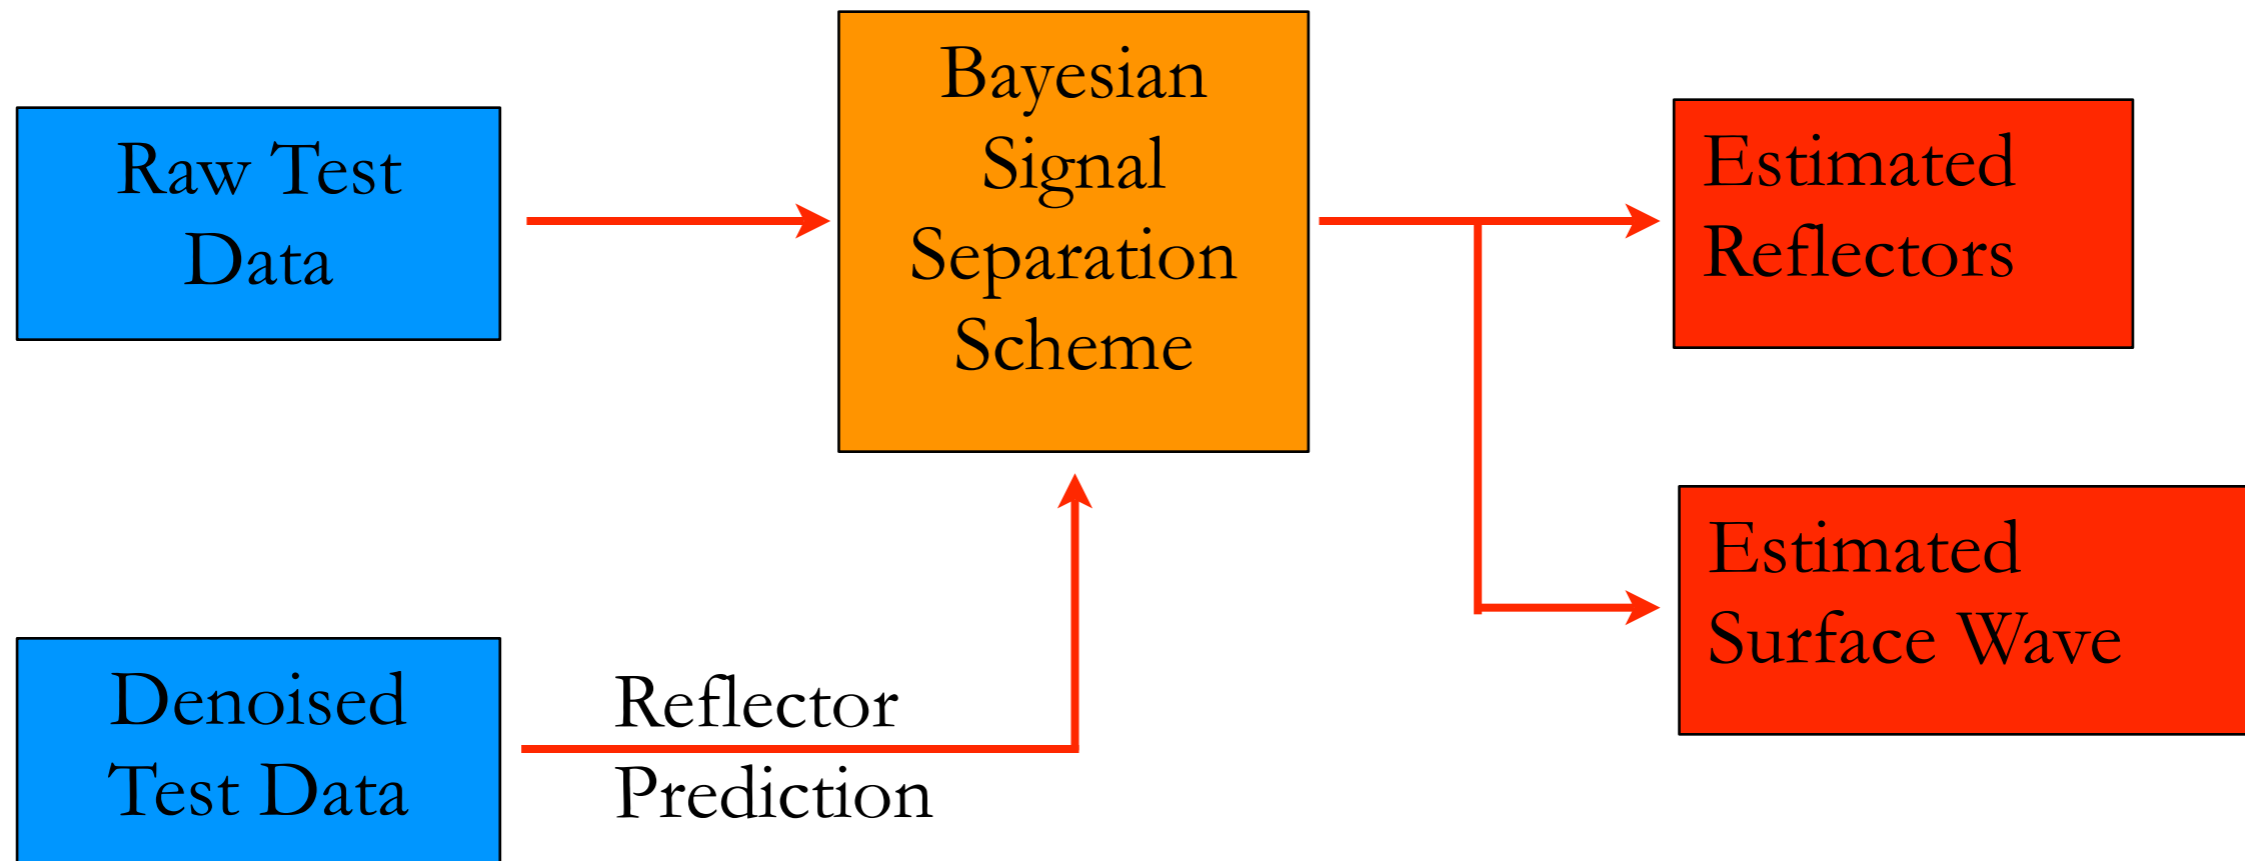 Raw Test
Data
Bayesian
Signal
Separation
Scheme
Estimated
Reflectors
Estimated
Surface Wave
Denoised
Test Data
Reflector
Prediction